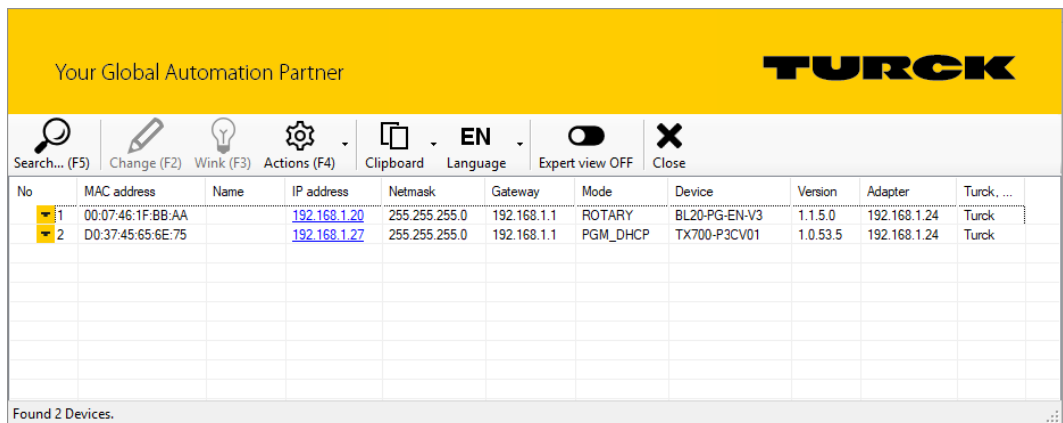 Your Global Automation Partner
TURCK
Search... (F5) Change (F2) Wink (F3) Actions (F4) Clipboard EN Language Expert view OFF Close
No MAC address Name IP address Netmask Gateway Mode Device Version Adapter Turck, ...
1 00:07:46:1F:BB:AA 192.168.1.20 255.255.255.0 192.168.1.1 ROTARY BL20-PG-EN-V3 1.1.5.0 192.168.1.24 Turck
2 D0:37:45:65:6E:75 192.168.1.27 255.255.255.0 192.168.1.1 PGM_DHCP TX700-P3CV01 1.0.53.5 192.168.1.24 Turck
Found 2 Devices.